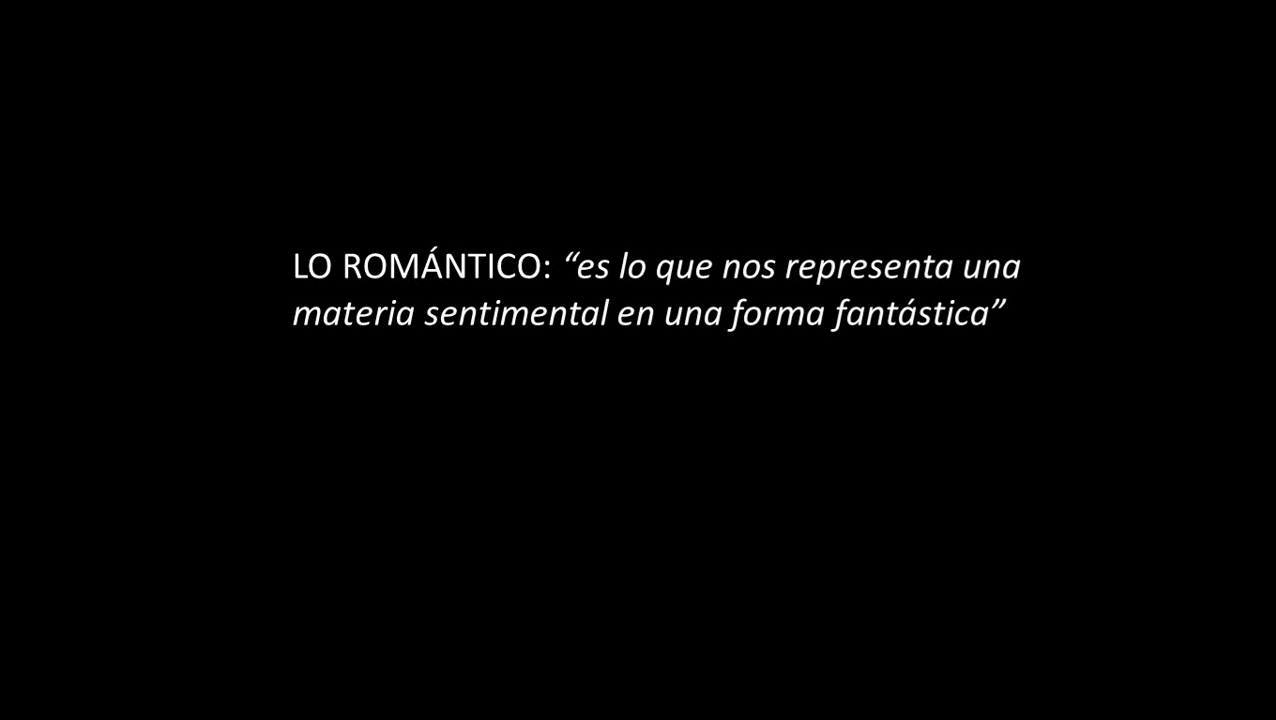 LO ROMÁNTICO: “es lo que nos representa una
materia sentimental en una forma fantástica”